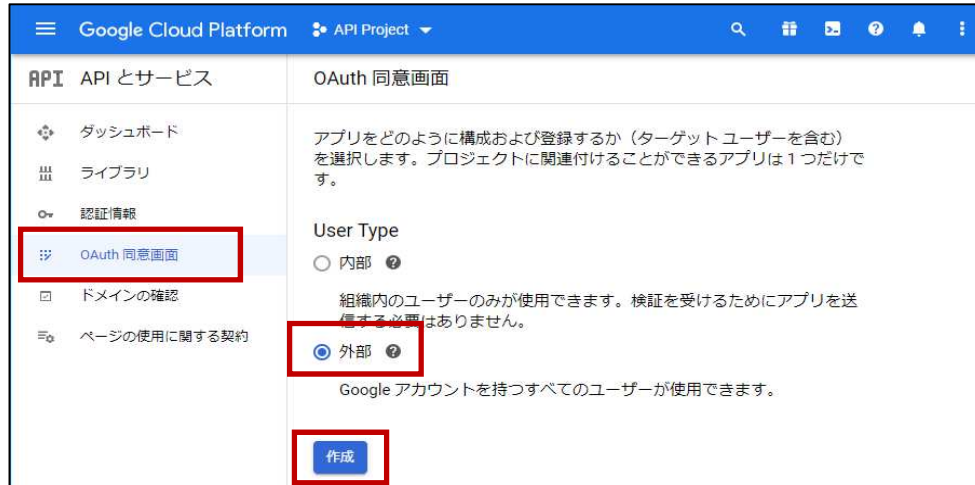 Google Cloud Platform API Project
API APIとサービス
ダッシュボード
ライブラリ
認証情報
OAuth 同意画面
ドメインの確認
ページの使用に関する契約
OAuth 同意画面
アプリをどのように構成および登録するか（ターゲット ユーザーを含む）
を選択します。プロジェクトに関連付けることができるアプリは1つだけで
す。
User Type
内部
組織内のユーザーのみが使用できます。検証を受けるためにアプリを送
信する必要はありません。
外部
Google アカウントを持つすべてのユーザーが使用できます。
作成